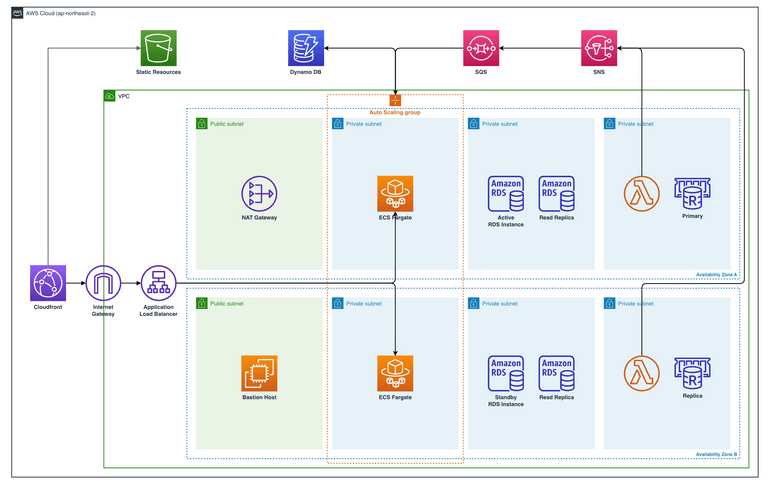 aws
AWS Cloud (ap-northeast-2)
Static Resources
Dynamo DB
SQS
SNS
VPC
Auto Scaling group
Public subnet
Private subnet
Private subnet
Private subnet
NAT Gateway
ECS Fargate
Amazon
RDS
Active
RDS Instance
Amazon
RDS
Read Replica
R
Primary
Availability Zone A
Cloudfront
Internet
Gateway
Application
Load Balancer
Public subnet
Private subnet
Private subnet
Private subnet
Bastion Host
ECS Fargate
Amazon
RDS
Standby
RDS Instance
Amazon
RDS
Read Replica
R
Replica
Availability Zone B